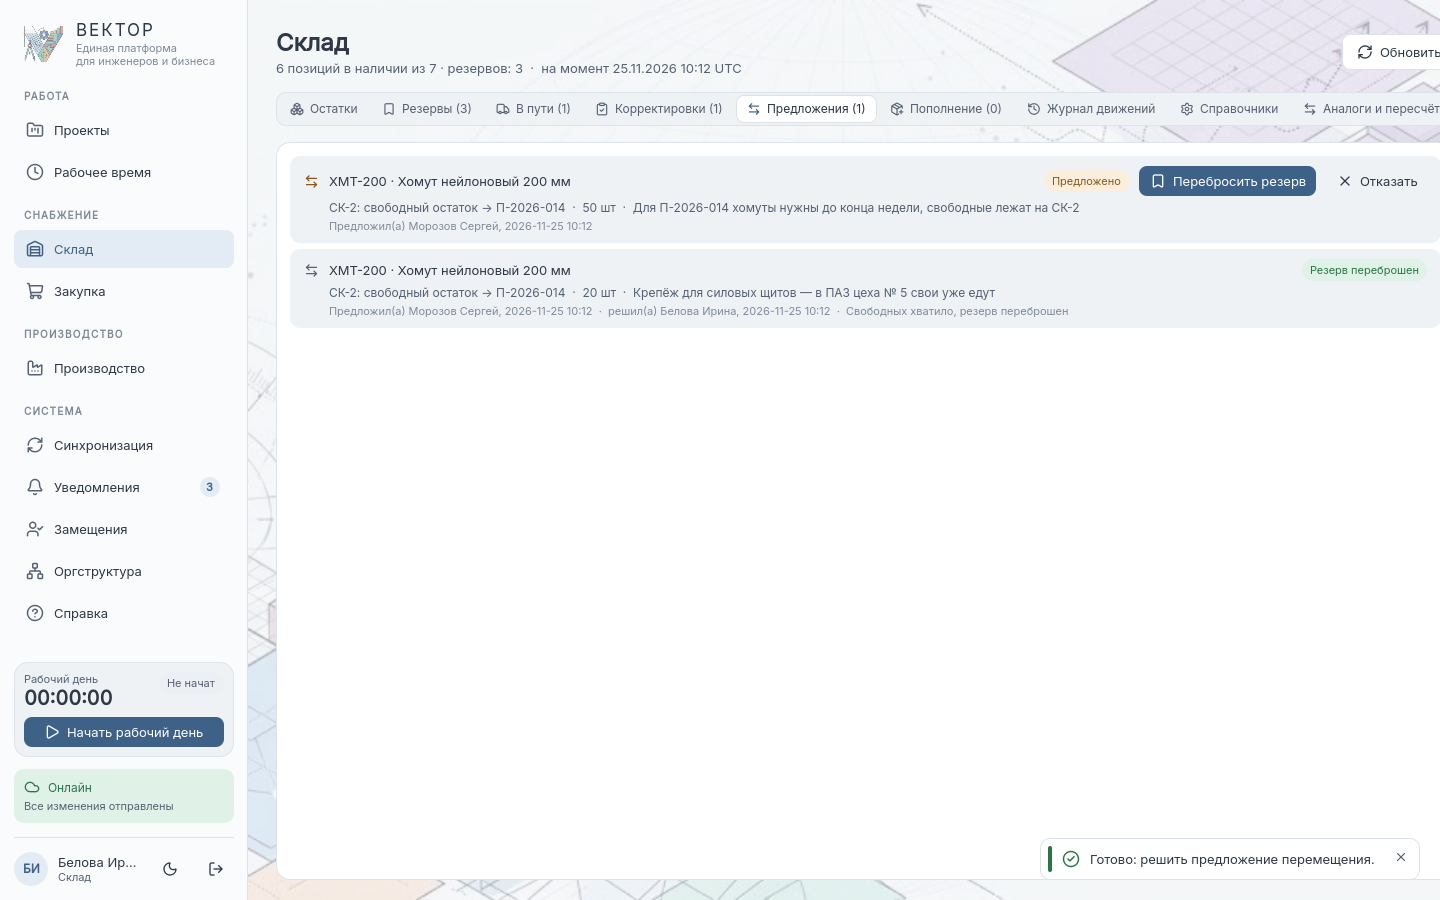 ВЕКТОР
Единая платформа
для инженеров и бизнеса
РАБОТА
Проекты
Рабочее время
СНАБЖЕНИЕ
Склад
Закупка
ПРОИЗВОДСТВО
Производство
СИСТЕМА
Синхронизация
Уведомления 3
Замещения
Оргструктура
Справка
Рабочий день
Не начат
00:00:00
Начать рабочий день
Онлайн
Все изменения отправлены
БИ
Белова Ир...
Склад
Склад
6 позиций в наличии из 7 · резервов: 3 · на момент 25.11.2026 10:12 UTC
Обновить
Остатки Резервы (3) В пути (1) Корректировки (1) Предложения (1) Пополнение (0) Журнал движений Справочники Аналоги и пересчёт
ХМТ-200 · Хомут нейлоновый 200 мм Предложено Перебросить резерв Отказать
СК-2: свободный остаток → П-2026-014 · 50 шт · Для П-2026-014 хомуты нужны до конца недели, свободные лежат на СК-2
Предложил(а) Морозов Сергей, 2026-11-25 10:12
ХМТ-200 · Хомут нейлоновый 200 мм Резерв переброшен
СК-2: свободный остаток → П-2026-014 · 20 шт · Крепёж для силовых щитов — в ПАЗ цеха № 5 свои уже едут
Предложил(а) Морозов Сергей, 2026-11-25 10:12 · решил(а) Белова Ирина, 2026-11-25 10:12 · Свободных хватило, резерв переброшен
Готово: решить предложение перемещения.